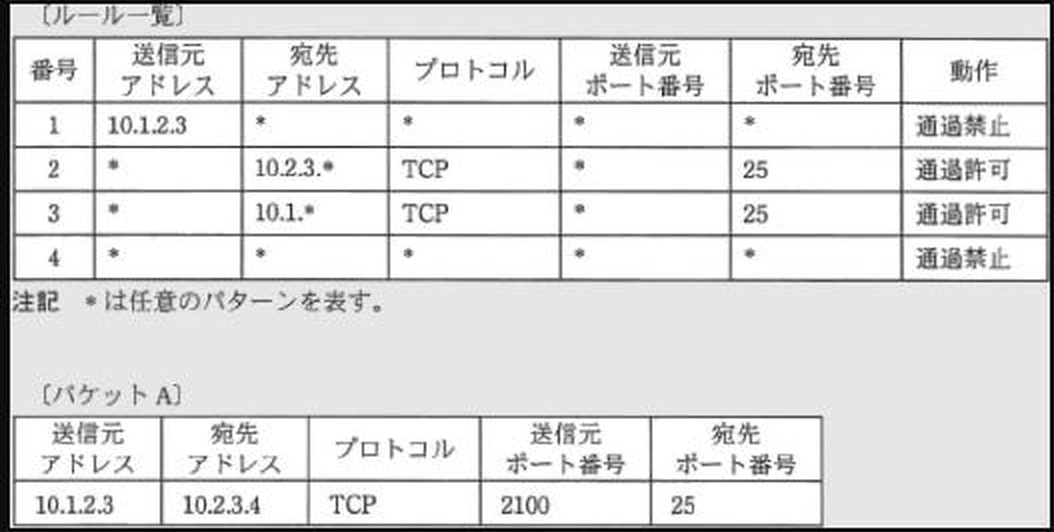 〔ルール一覧〕
番号 送信元アドレス 宛先アドレス プロトコル 送信元ポート番号 宛先ポート番号 動作
1 10.1.2.3 * * * * 通過禁止
2 * 10.2.3.* TCP * 25 通過許可
3 * 10.1.* TCP * 25 通過許可
4 * * * * * 通過禁止
注記 *は任意のパターンを表す。
〔パケットA〕
送信元アドレス 宛先アドレス プロトコル 送信元ポート番号 宛先ポート番号
10.1.2.3 10.2.3.4 TCP 2100 25